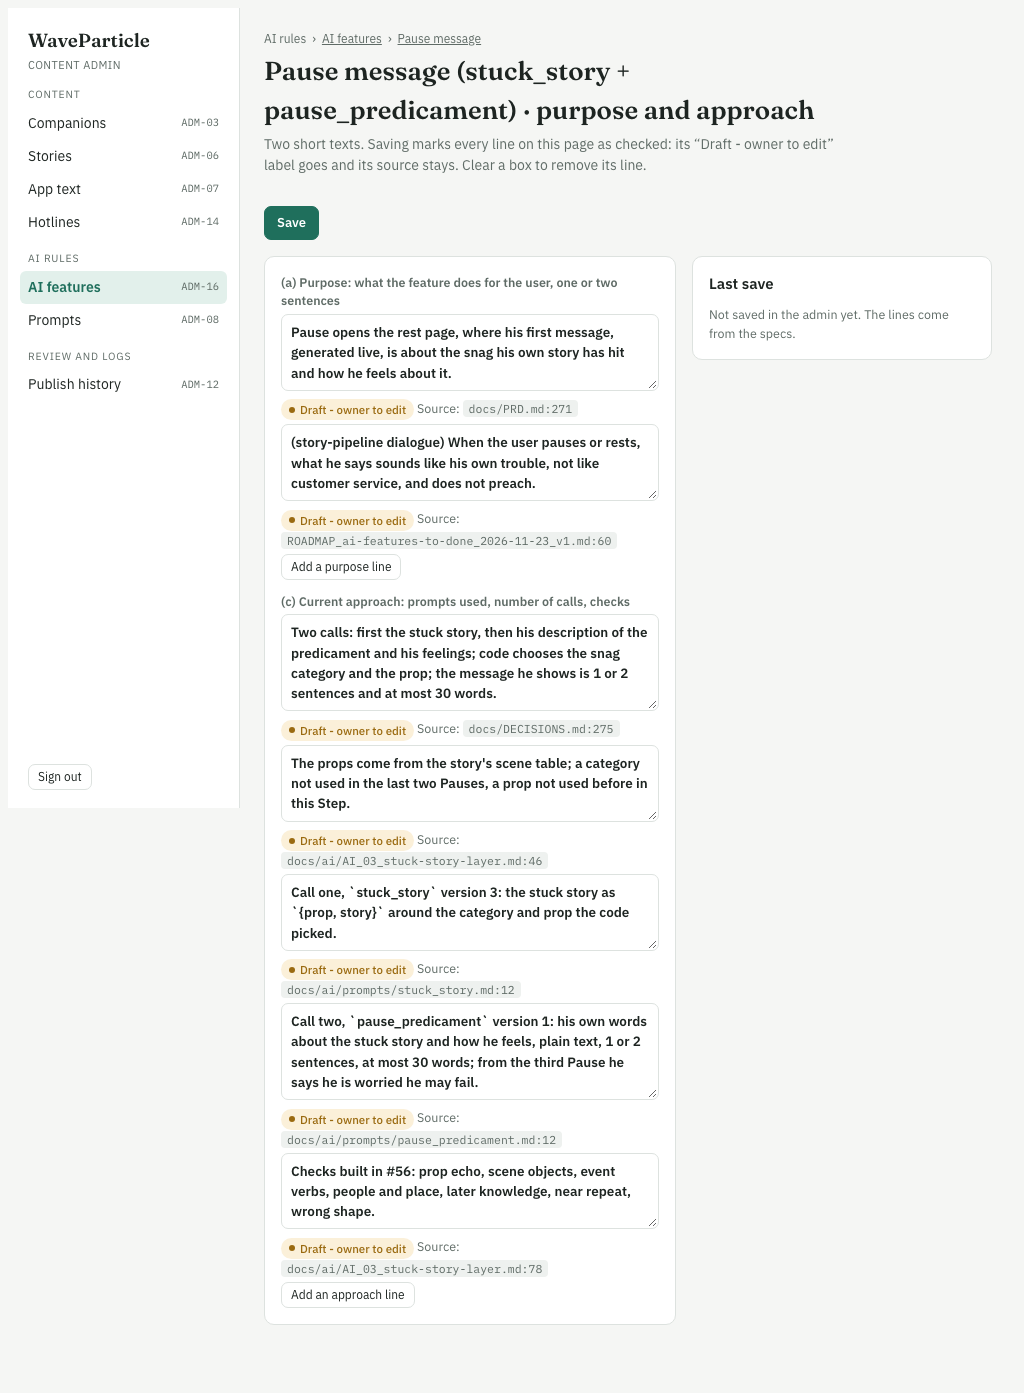 WaveParticle
CONTENT ADMIN
CONTENT
Companions ADM-03
Stories ADM-06
App text ADM-07
Hotlines ADM-14
AI RULES
AI features ADM-16
Prompts ADM-08
REVIEW AND LOGS
Publish history ADM-12
Sign out
AI rules › AI features › Pause message
Pause message (stuck_story +
pause_predicament) · purpose and approach
Two short texts. Saving marks every line on this page as checked: its “Draft - owner to edit”
label goes and its source stays. Clear a box to remove its line.
Save
(a) Purpose: what the feature does for the user, one or two
sentences
Pause opens the rest page, where his first message,
generated live, is about the snag his own story has hit
and how he feels about it.
Draft - owner to edit Source: docs/PRD.md:271
(story-pipeline dialogue) When the user pauses or rests,
what he says sounds like his own trouble, not like
customer service, and does not preach.
Draft - owner to edit Source:
ROADMAP_ai-features-to-done_2026-11-23_v1.md:60
Add a purpose line
(c) Current approach: prompts used, number of calls, checks
Two calls: first the stuck story, then his description of the
predicament and his feelings; code chooses the snag
category and the prop; the message he shows is 1 or 2
sentences and at most 30 words.
Draft - owner to edit Source: docs/DECISIONS.md:275
The props come from the story's scene table; a category
not used in the last two Pauses, a prop not used before in
this Step.
Draft - owner to edit Source:
docs/ai/AI_03_stuck-story-layer.md:46
Call one, `stuck_story` version 3: the stuck story as
`{prop, story}` around the category and prop the code
picked.
Draft - owner to edit Source:
docs/ai/prompts/stuck_story.md:12
Call two, `pause_predicament` version 1: his own words
about the stuck story and how he feels, plain text, 1 or 2
sentences, at most 30 words; from the third Pause he
says he is worried he may fail.
Draft - owner to edit Source:
docs/ai/prompts/pause_predicament.md:12
Checks built in #56: prop echo, scene objects, event
verbs, people and place, later knowledge, near repeat,
wrong shape.
Draft - owner to edit Source:
docs/ai/AI_03_stuck-story-layer.md:78
Add an approach line
Last save
Not saved in the admin yet. The lines come
from the specs.